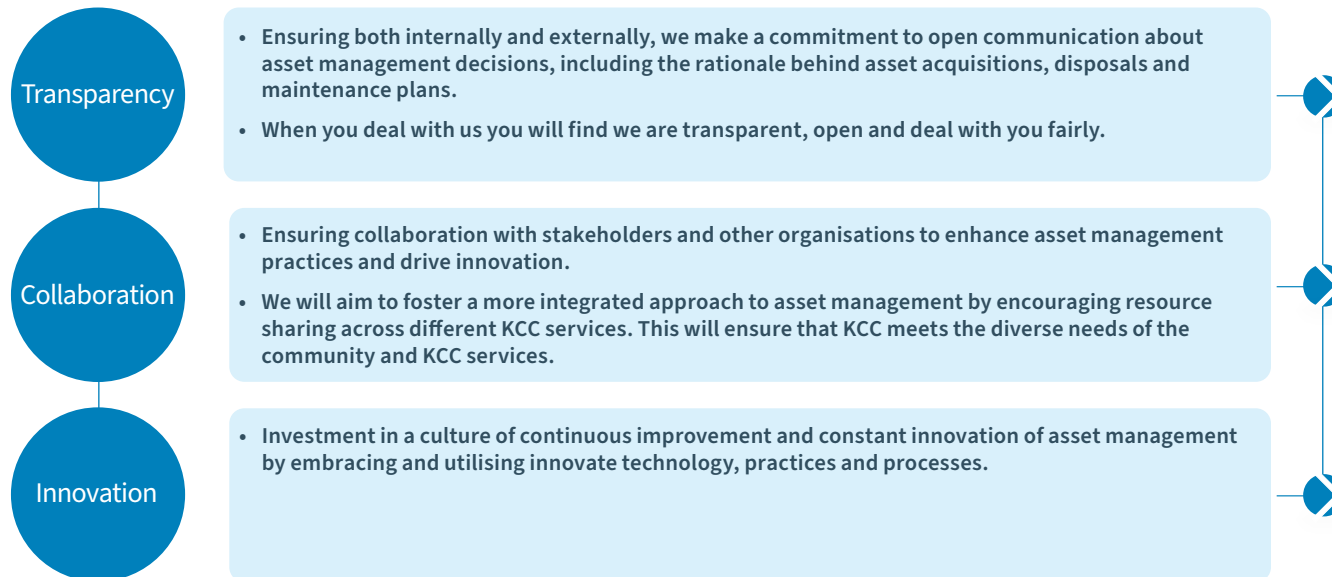 Transparency
• Ensuring both internally and externally, we make a commitment to open communication about
asset management decisions, including the rationale behind asset acquisitions, disposals and
maintenance plans.
• When you deal with us you will find we are transparent, open and deal with you fairly.
Collaboration
• Ensuring collaboration with stakeholders and other organisations to enhance asset management
practices and drive innovation.
• We will aim to foster a more integrated approach to asset management by encouraging resource
sharing across different KCC services. This will ensure that KCC meets the diverse needs of the
community and KCC services.
Innovation
• Investment in a culture of continuous improvement and constant innovation of asset management
by embracing and utilising innovate technology, practices and processes.